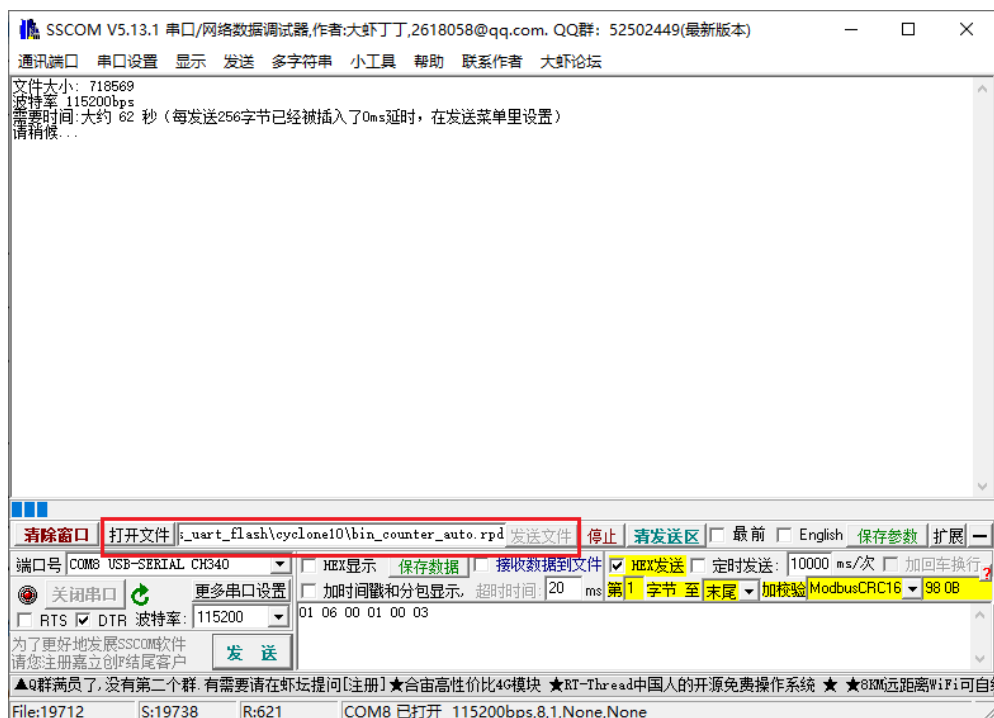 SSCOM V5.13.1 串口/网络数据调试器,作者:大虾丁丁,2618058@qq.com. QQ群: 52502449(最新版本)
通讯端口 串口设置 显示 发送 多字符串 小工具 帮助 联系作者 大虾论坛
文件大小: 718569
波特率 115200bps
需要时间:大约 62 秒(每发送256字节已经被插入了0ms延时,在发送菜单里设置)
请稍候...
清除窗口 打开文件 :_uart_flash\cyclone10\bin_counter_auto.rpd 发送文件 停止 清发送区 最前 English 保存参数 扩展 —
端口号 COM8 USB-SERIAL CH340 HEX显示 保存数据 接收数据到文件 HEX发送 定时发送: 10000 ms/次 加回车换行
关闭串口 更多串口设置 加时间戳和分包显示, 超时时间: 20 ms 第 1 字节 至 末尾 加校验 ModbusCRC16 98 0B
RTS DTR 波特率: 115200 01 06 00 01 00 03
为了更好地发展SSCOM软件
请您注册嘉立创F结尾客户
发 送
▲Q群满员了,没有第二个群.有需要请在虾坛提问[注册] ★合宙高性价比4G模块 ★RT-Thread中国人的开源免费操作系统 ★ ★8KM远距离WiFi可自
File:19712 S:19738 R:621 COM8 已打开 115200bps,8,1,None,None